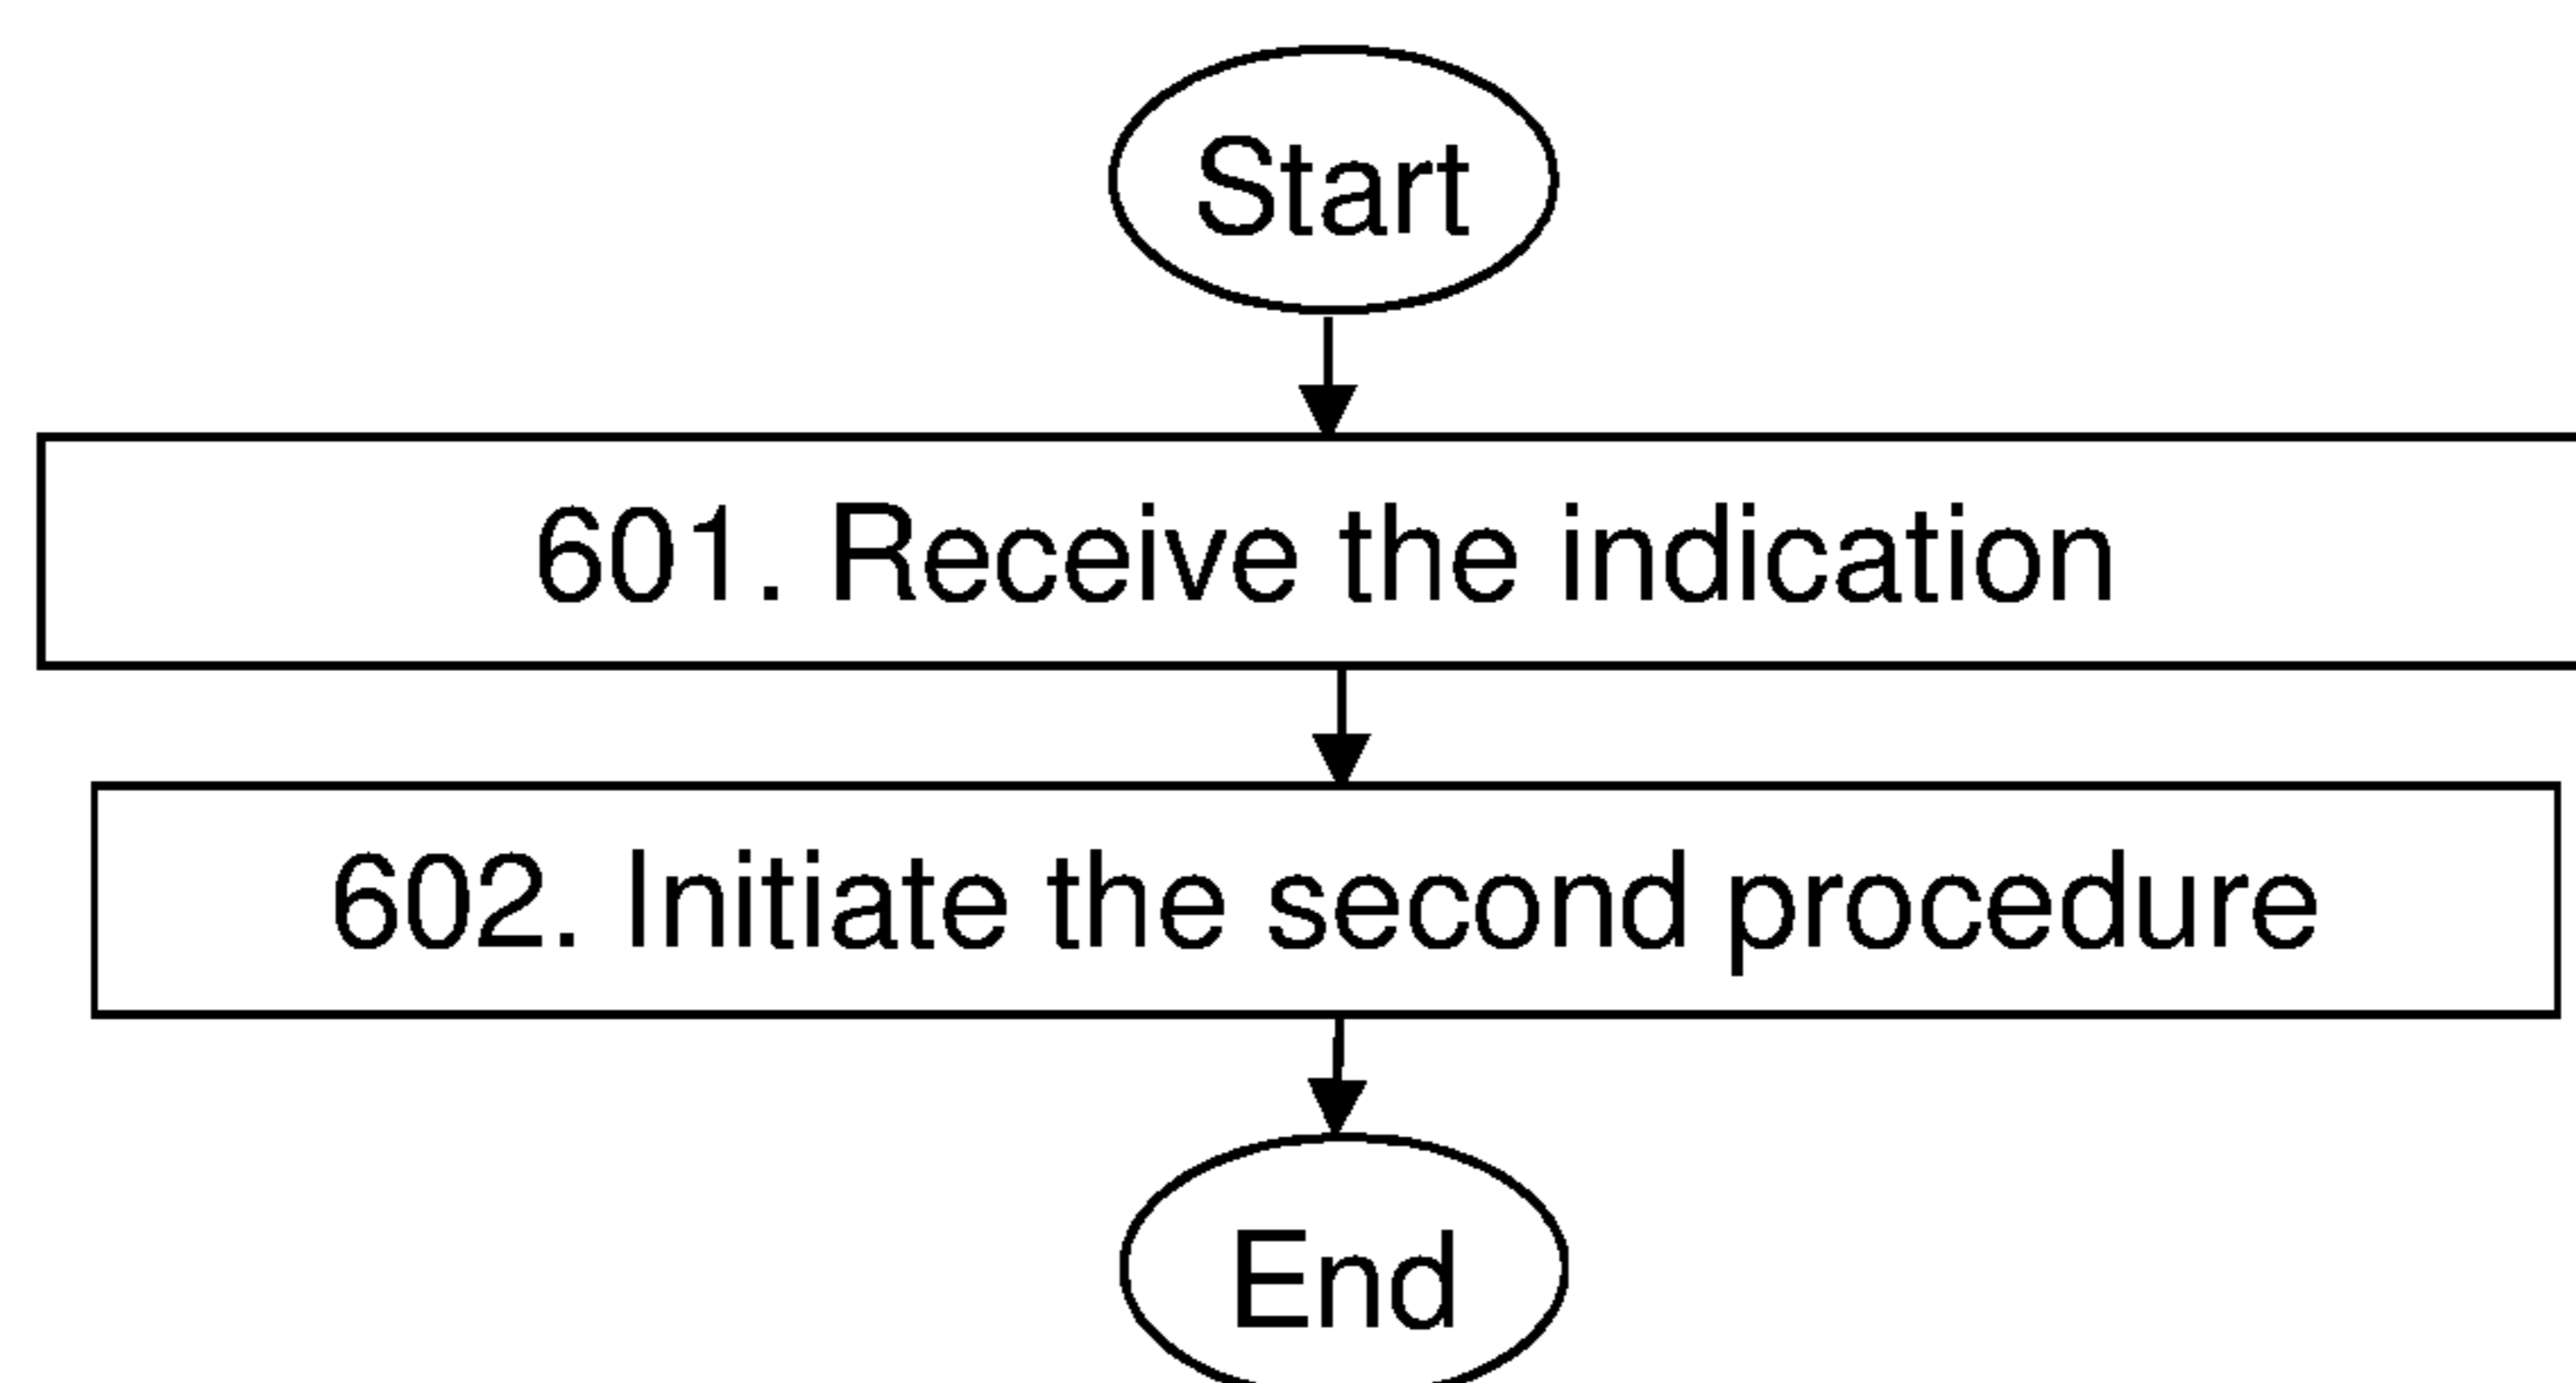 Start
601. Receive the indication
602. Initiate the second procedure
End